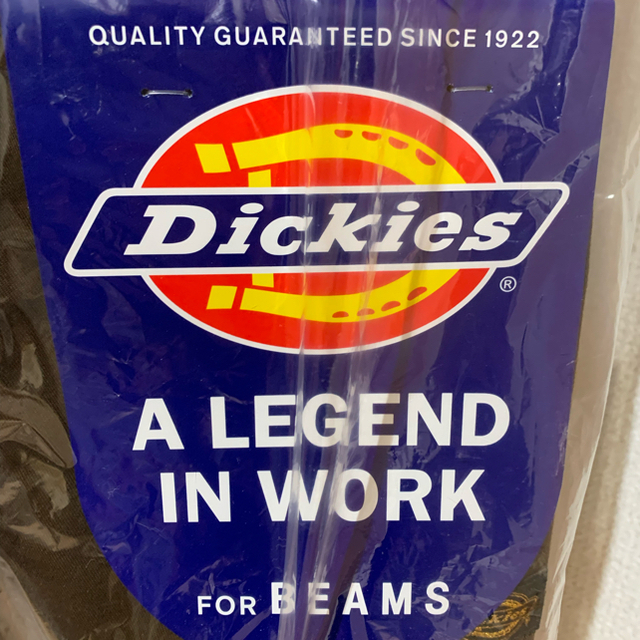 QUALITY GUARANTEED SINCE 1922
Dickies
®
A LEGEND
IN WORK
FOR BEAMS